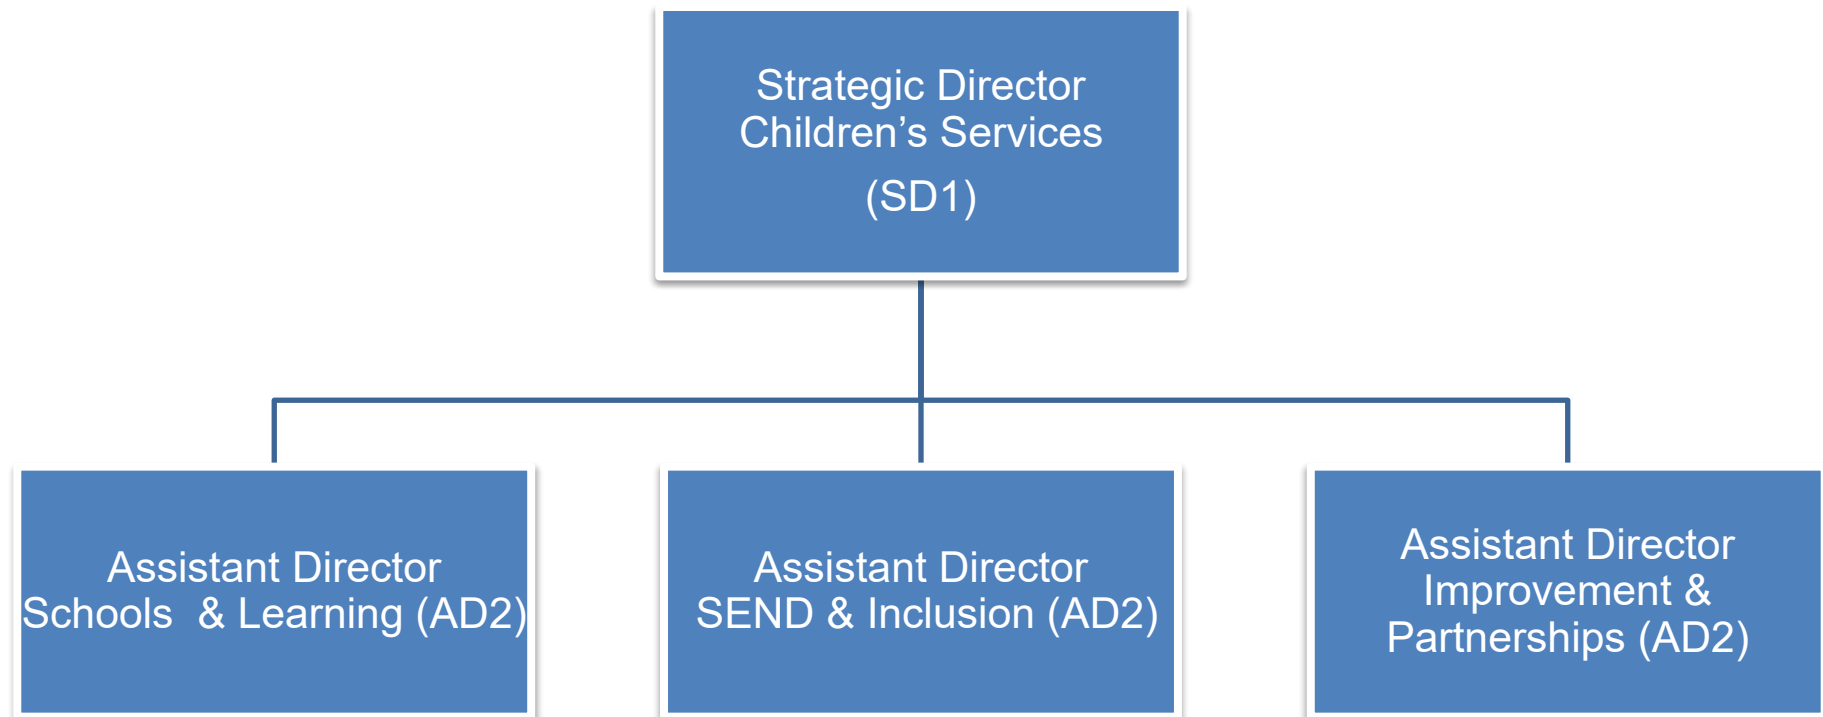 Strategic Director
Children’s Services
(SD1)
Assistant Director
Schools  & Learning (AD2)
Assistant Director
SEND & Inclusion (AD2)
Assistant Director
Improvement &
Partnerships (AD2)